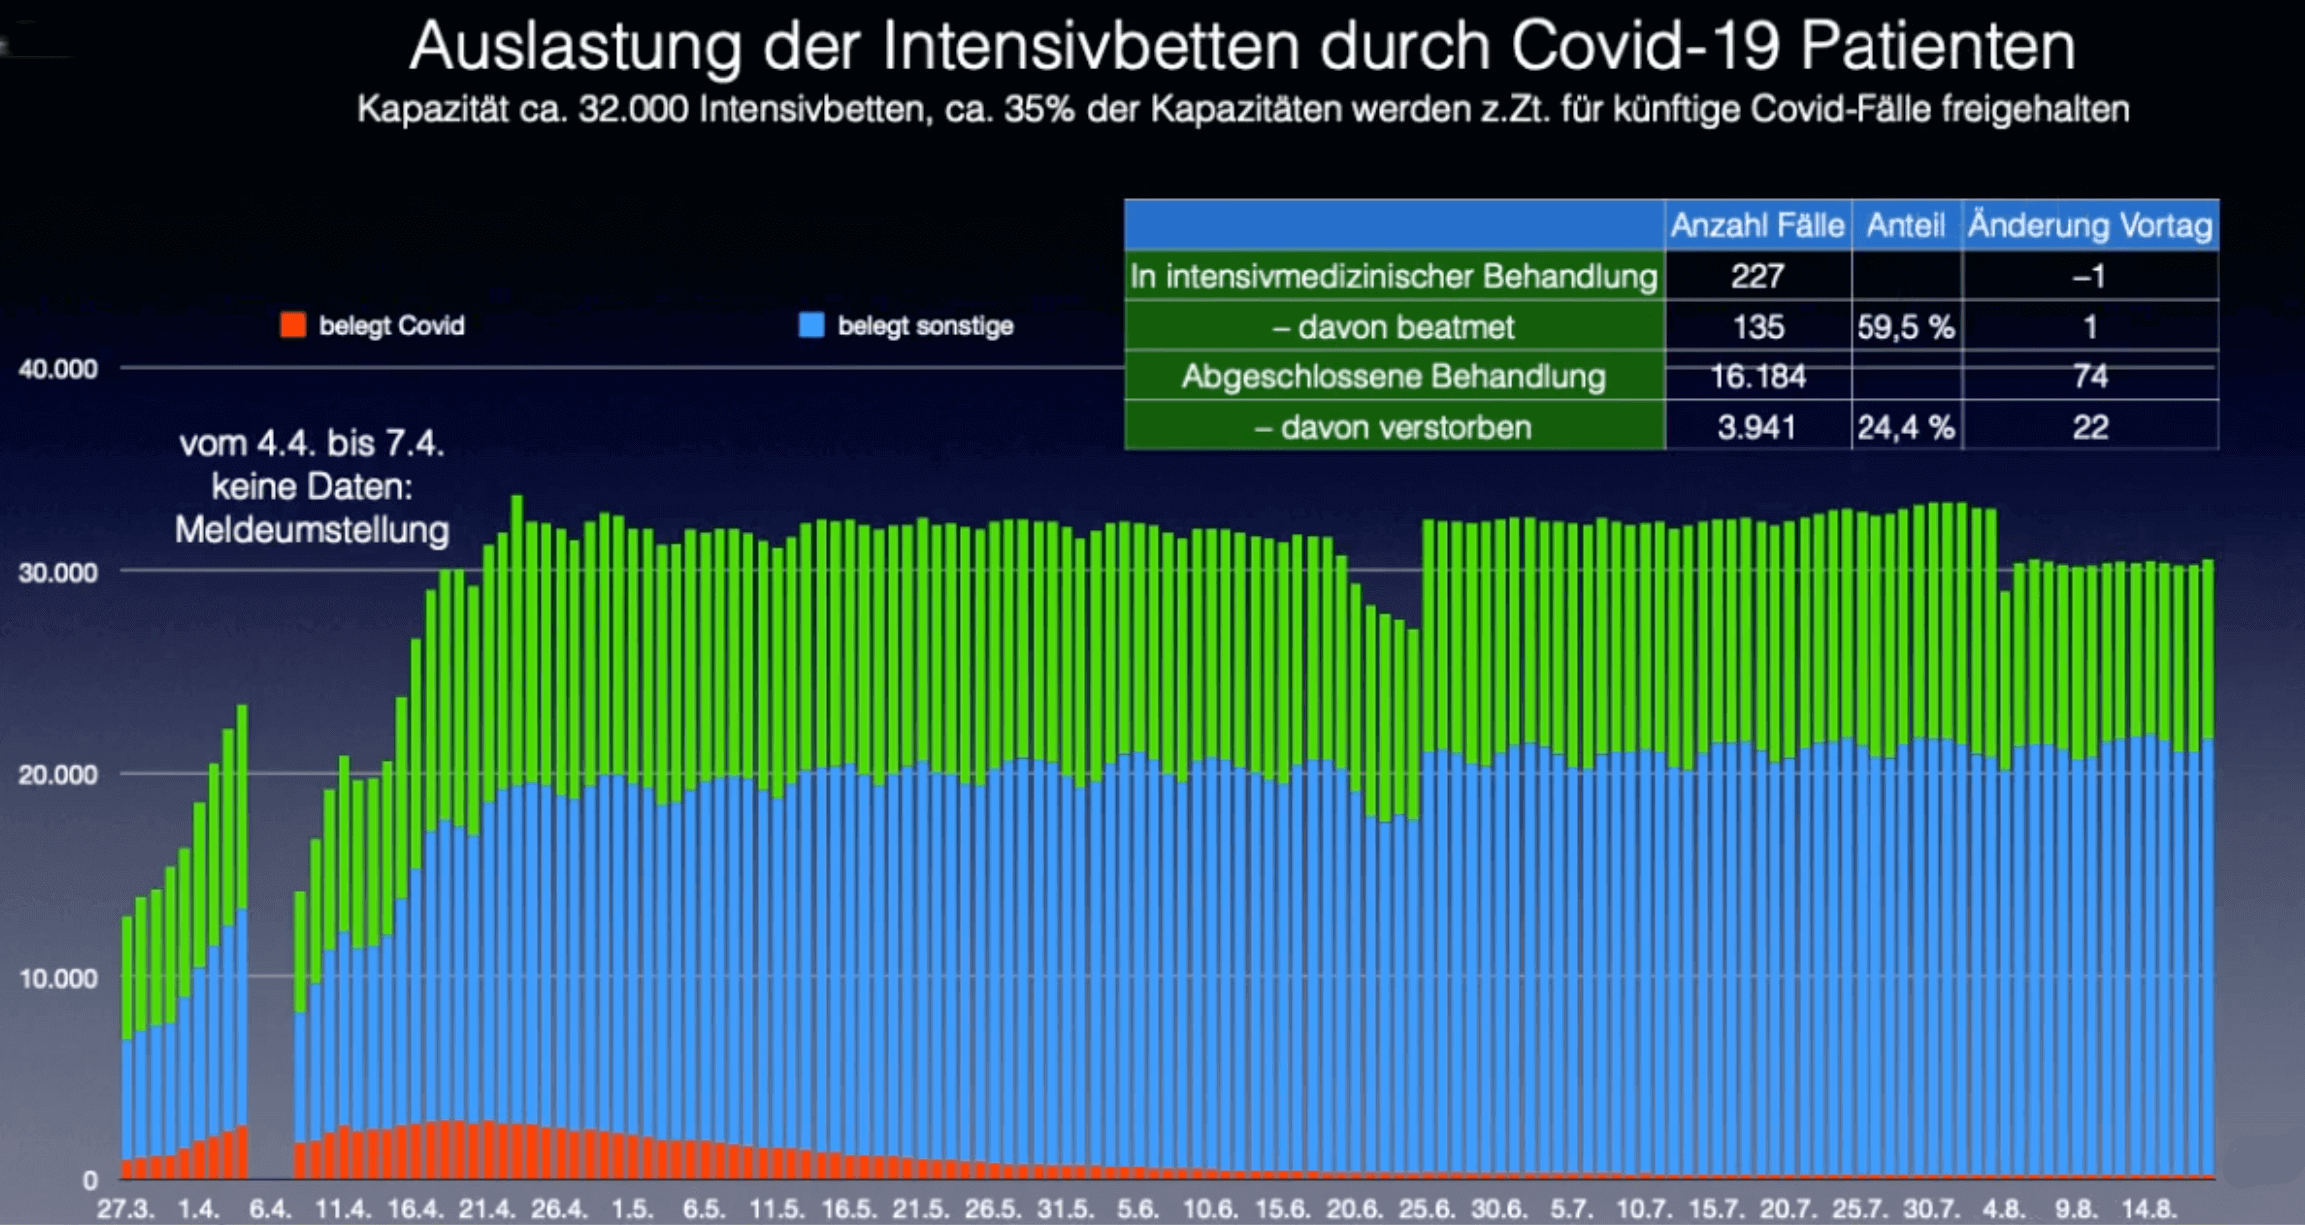 Auslastung der Intensivbetten durch Covid-19 Patienten
Kapazität ca. 32.000 Intensivbetten, ca. 35% der Kapazitäten werden z.Zt. für künftige Covid-Fälle freigehalten
Anzahl Fälle Anteil Änderung Vortag
In intensivmedizinischer Behandlung 227 –1
– davon beatmet 135 59,5 % 1
Abgeschlossene Behandlung 16.184 74
– davon verstorben 3.941 24,4 % 22
belegt Covid belegt sonstige
40.000
vom 4.4. bis 7.4.
keine Daten:
Meldeumstellung
30.000
20.000
10.000
0
27.3. 1.4. 6.4. 11.4. 16.4. 21.4. 26.4. 1.5. 6.5. 11.5. 16.5. 21.5. 26.5. 31.5. 5.6. 10.6. 15.6. 20.6. 25.6. 30.6. 5.7. 10.7. 15.7. 20.7. 25.7. 30.7. 4.8. 9.8. 14.8.